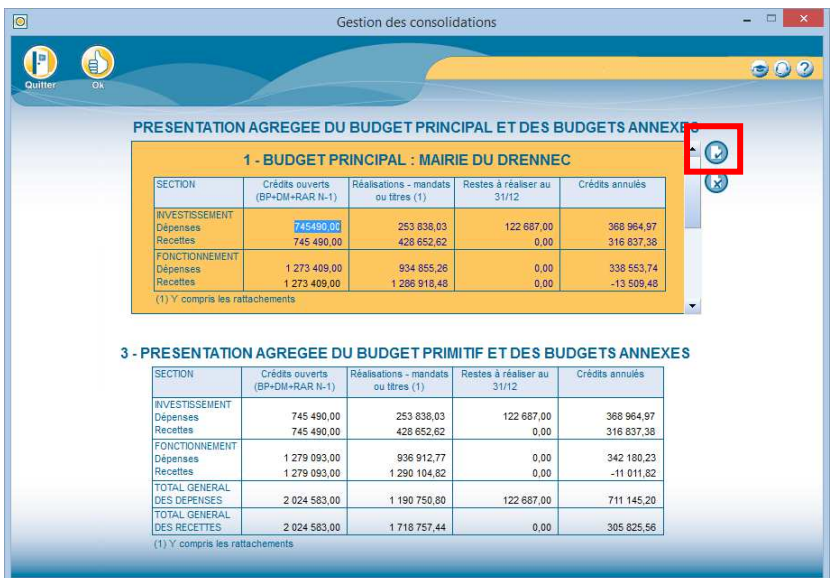 Gestion des consolidations
Quitter Ok
PRESENTATION AGREGEE DU BUDGET PRINCIPAL ET DES BUDGETS ANNEXES
1 - BUDGET PRINCIPAL : MAIRIE DU DRENNEC
SECTION Crédits ouverts Réalisations - mandats Restes à réaliser au Crédits annulés
(BP+DM+RAR N-1) ou titres (1) 31/12
INVESTISSEMENT
Dépenses 745490,00 253 838,03 122 687,00 368 964,97
Recettes 745 490,00 428 652,62 0,00 316 837,38
FONCTIONNEMENT
Dépenses 1 273 409,00 934 855,26 0,00 338 553,74
Recettes 1 273 409,00 1 286 918,48 0,00 -13 509,48
(1) Y compris les rattachements
3 - PRESENTATION AGREGEE DU BUDGET PRIMITIF ET DES BUDGETS ANNEXES
SECTION Crédits ouverts Réalisations - mandats Restes à réaliser au Crédits annulés
(BP+DM+RAR N-1) ou titres (1) 31/12
INVESTISSEMENT
Dépenses 745 490,00 253 838,03 122 687,00 368 964,97
Recettes 745 490,00 428 652,62 0,00 316 837,38
FONCTIONNEMENT
Dépenses 1 279 093,00 936 912,77 0,00 342 180,23
Recettes 1 279 093,00 1 290 104,82 0,00 -11 011,82
TOTAL GENERAL
DES DEPENSES 2 024 583,00 1 190 750,80 122 687,00 711 145,20
TOTAL GENERAL
DES RECETTES 2 024 583,00 1 718 757,44 0,00 305 825,56
(1) Y compris les rattachements